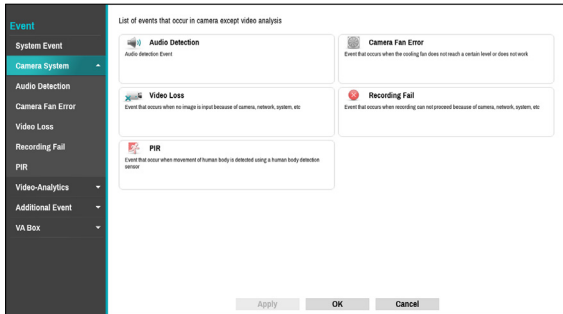 Event
System Event
Camera System
Audio Detection
Camera Fan Error
Video Loss
Recording Fail
PIR
Video-Analytics
Additional Event
VA Box
List of events that occur in camera except video analysis
Audio Detection
Audio detection Event
Camera Fan Error
Event that occurs when the cooling fan does not reach a certain level or does not work
Video Loss
Event that occurs when no image is input because of camera, network, system, etc
Recording Fail
Event that occurs when recording can not proceed because of camera, network, system, etc
PIR
Event that occur when movement of human body is detected using a human body detection
sensor
Apply
OK
Cancel